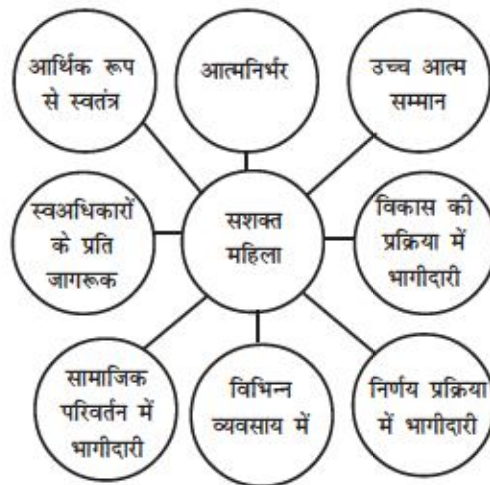 आर्थिक रूप
से स्वतंत्र
आत्मनिर्भर
उच्च आत्म
सम्मान
स्वअधिकारों
के प्रति
जागरूक
सशक्त
महिला
विकास की
प्रक्रिया में
भागीदारी
सामाजिक
परिवर्तन में
भागीदारी
विभिन्न
व्यवसाय में
निर्णय प्रक्रिया
में भागीदारी